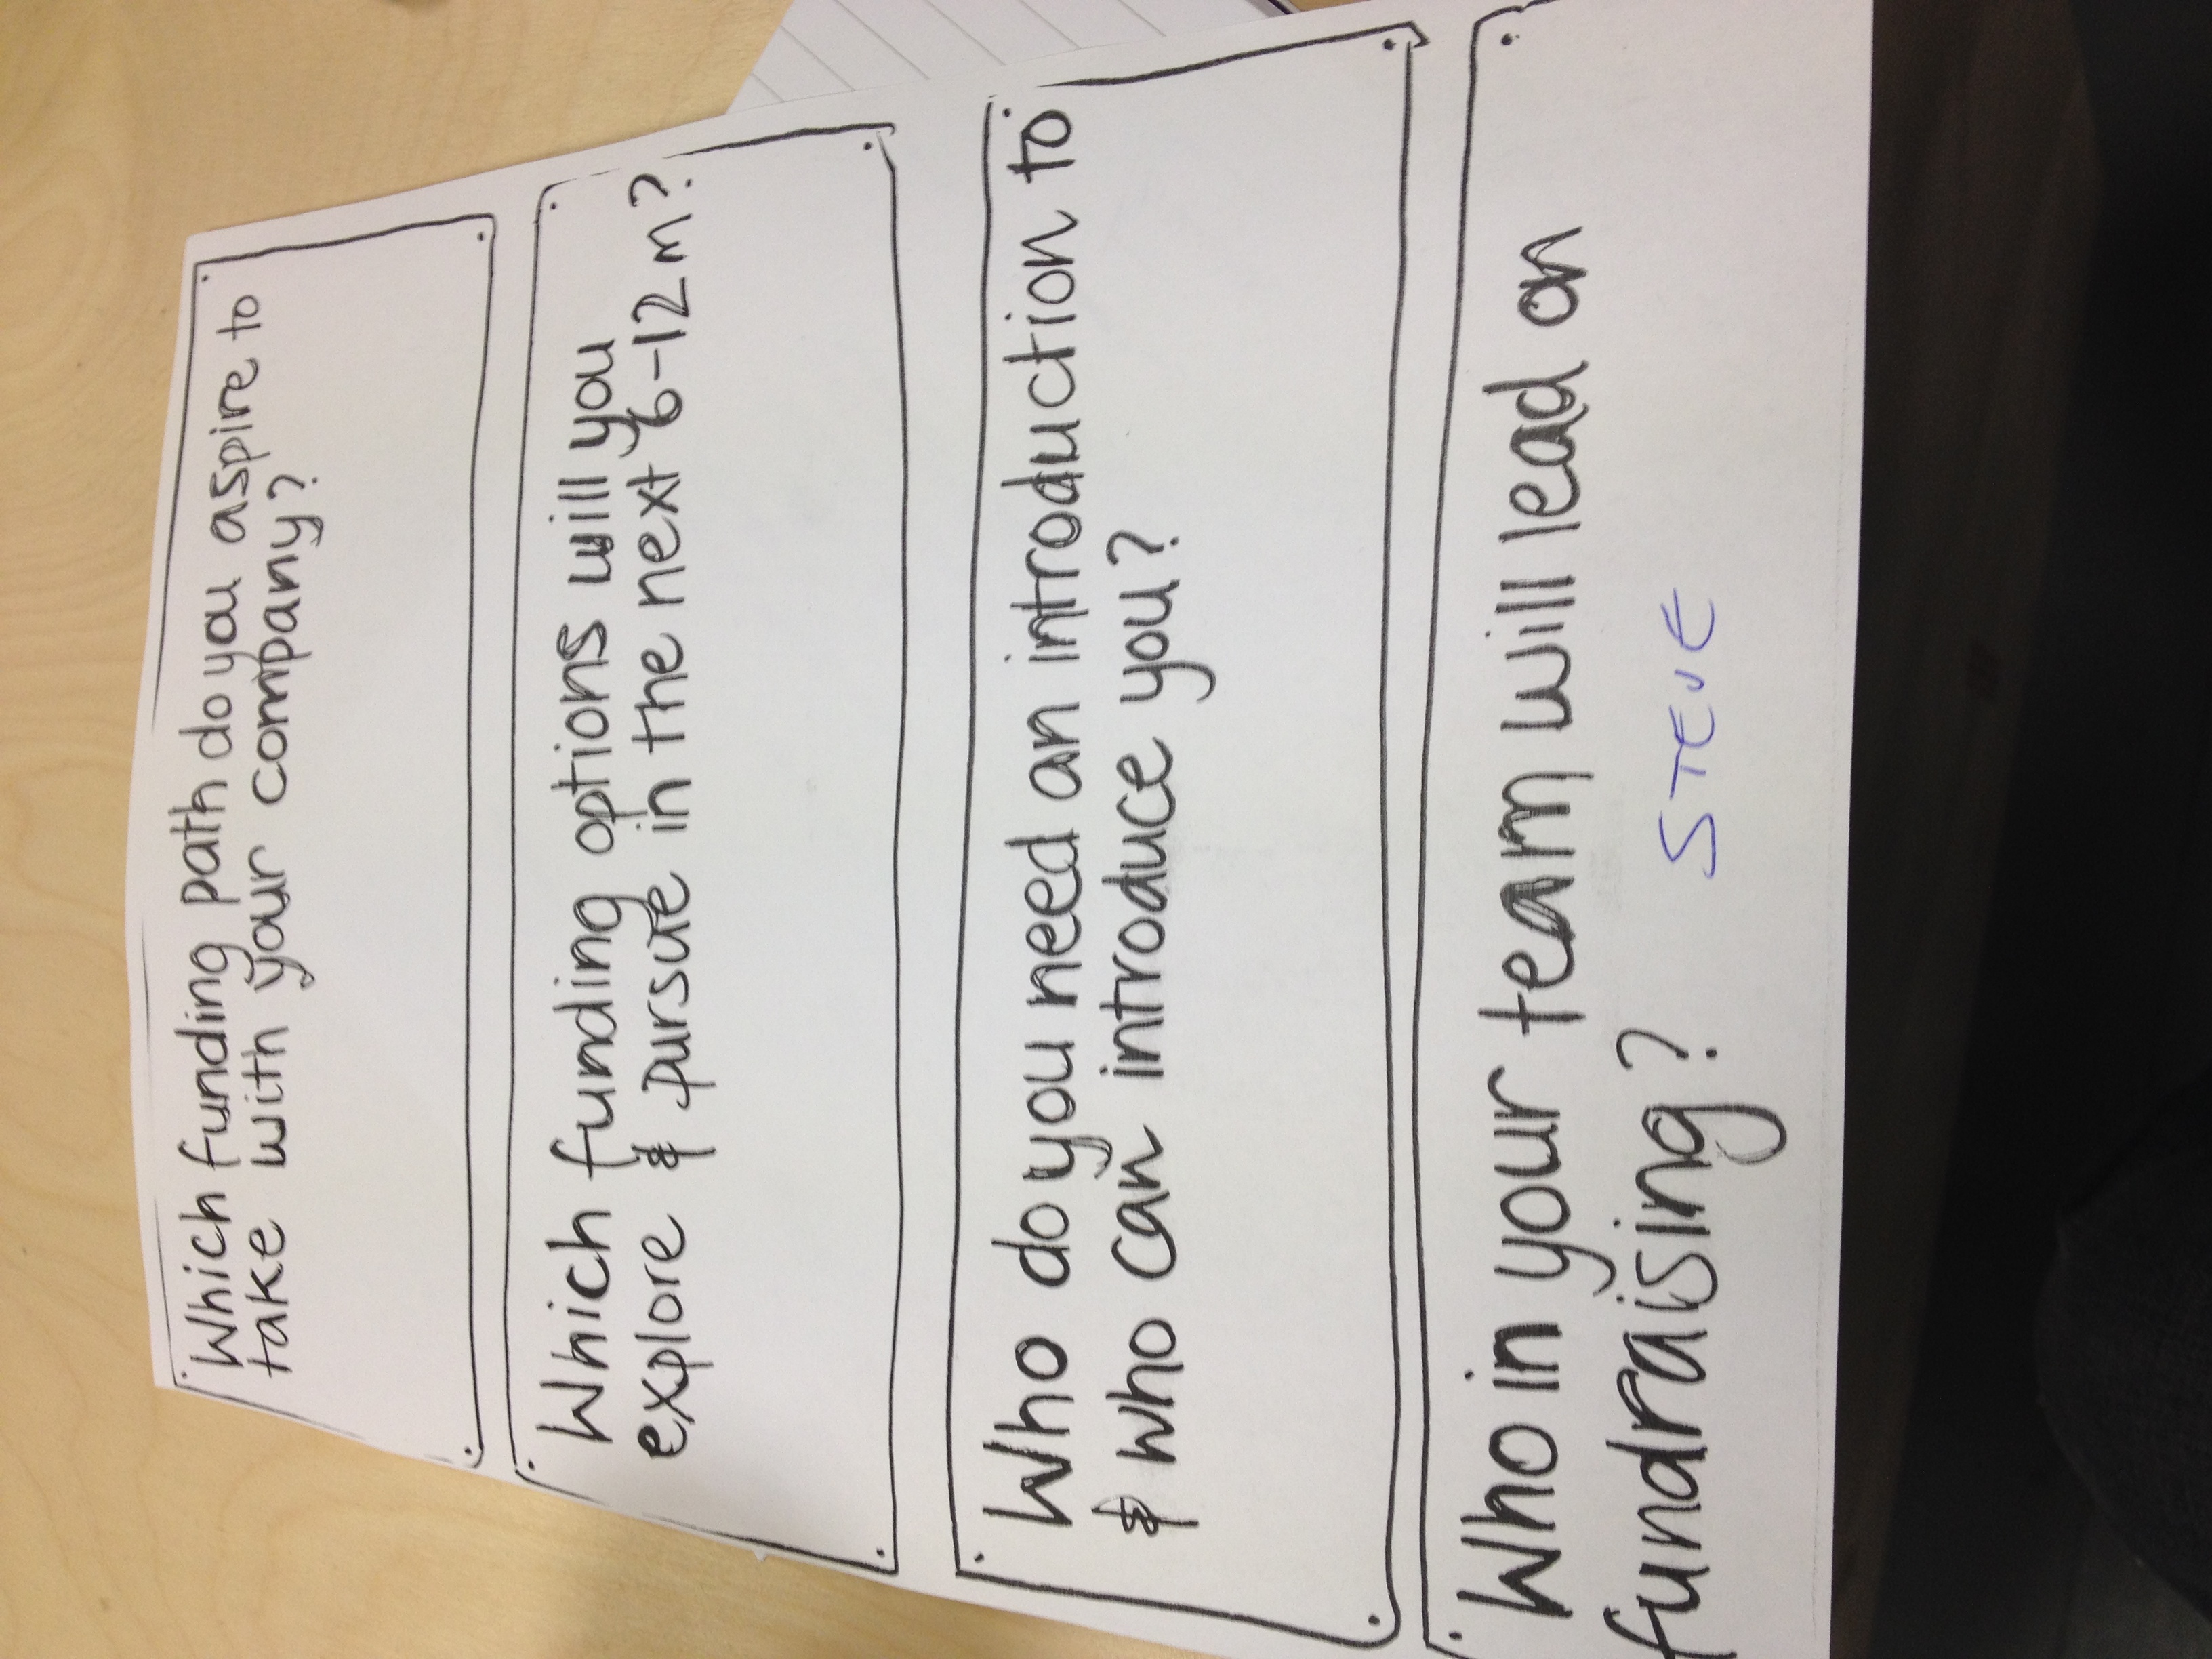 Which funding path do you aspire to
take with your company?
Which funding options will you
explore & pursue in the next 6-12m?
Who do you need an introduction to
& who can introduce you?
Who in your team will lead on
fundraising? STEVE